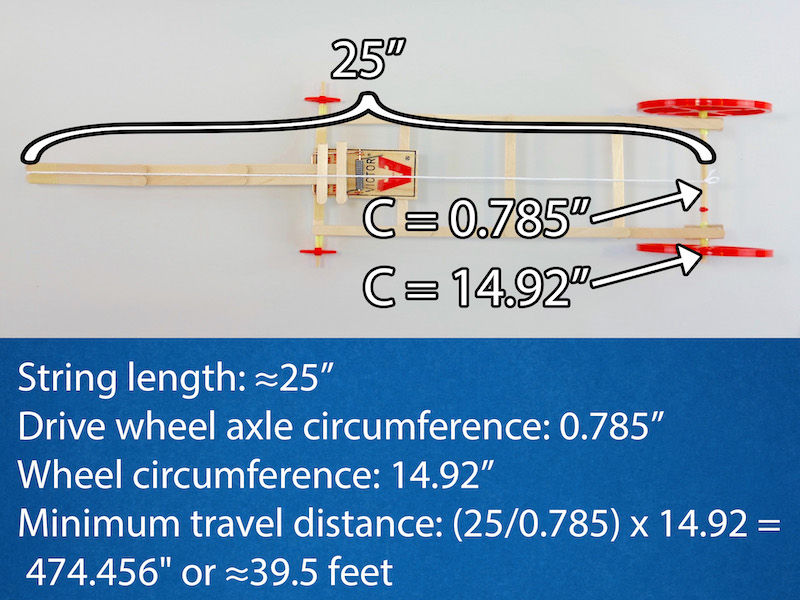 25”
VICTOR®
C = 0.785”
C = 14.92”
String length: ≈25”
Drive wheel axle circumference: 0.785”
Wheel circumference: 14.92”
Minimum travel distance: (25/0.785) x 14.92 =
474.456" or ≈39.5 feet